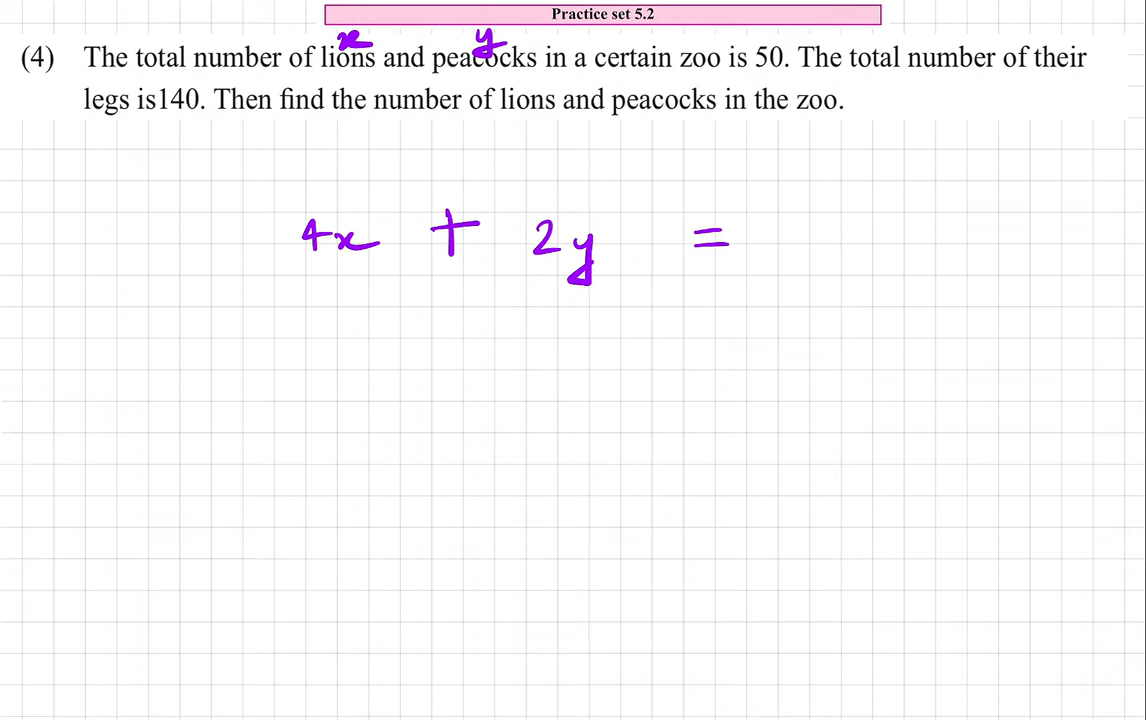 Practice set 5.2
x y
(4) The total number of lions and peacocks in a certain zoo is 50. The total number of their
legs is140. Then find the number of lions and peacocks in the zoo.
4x + 2y =